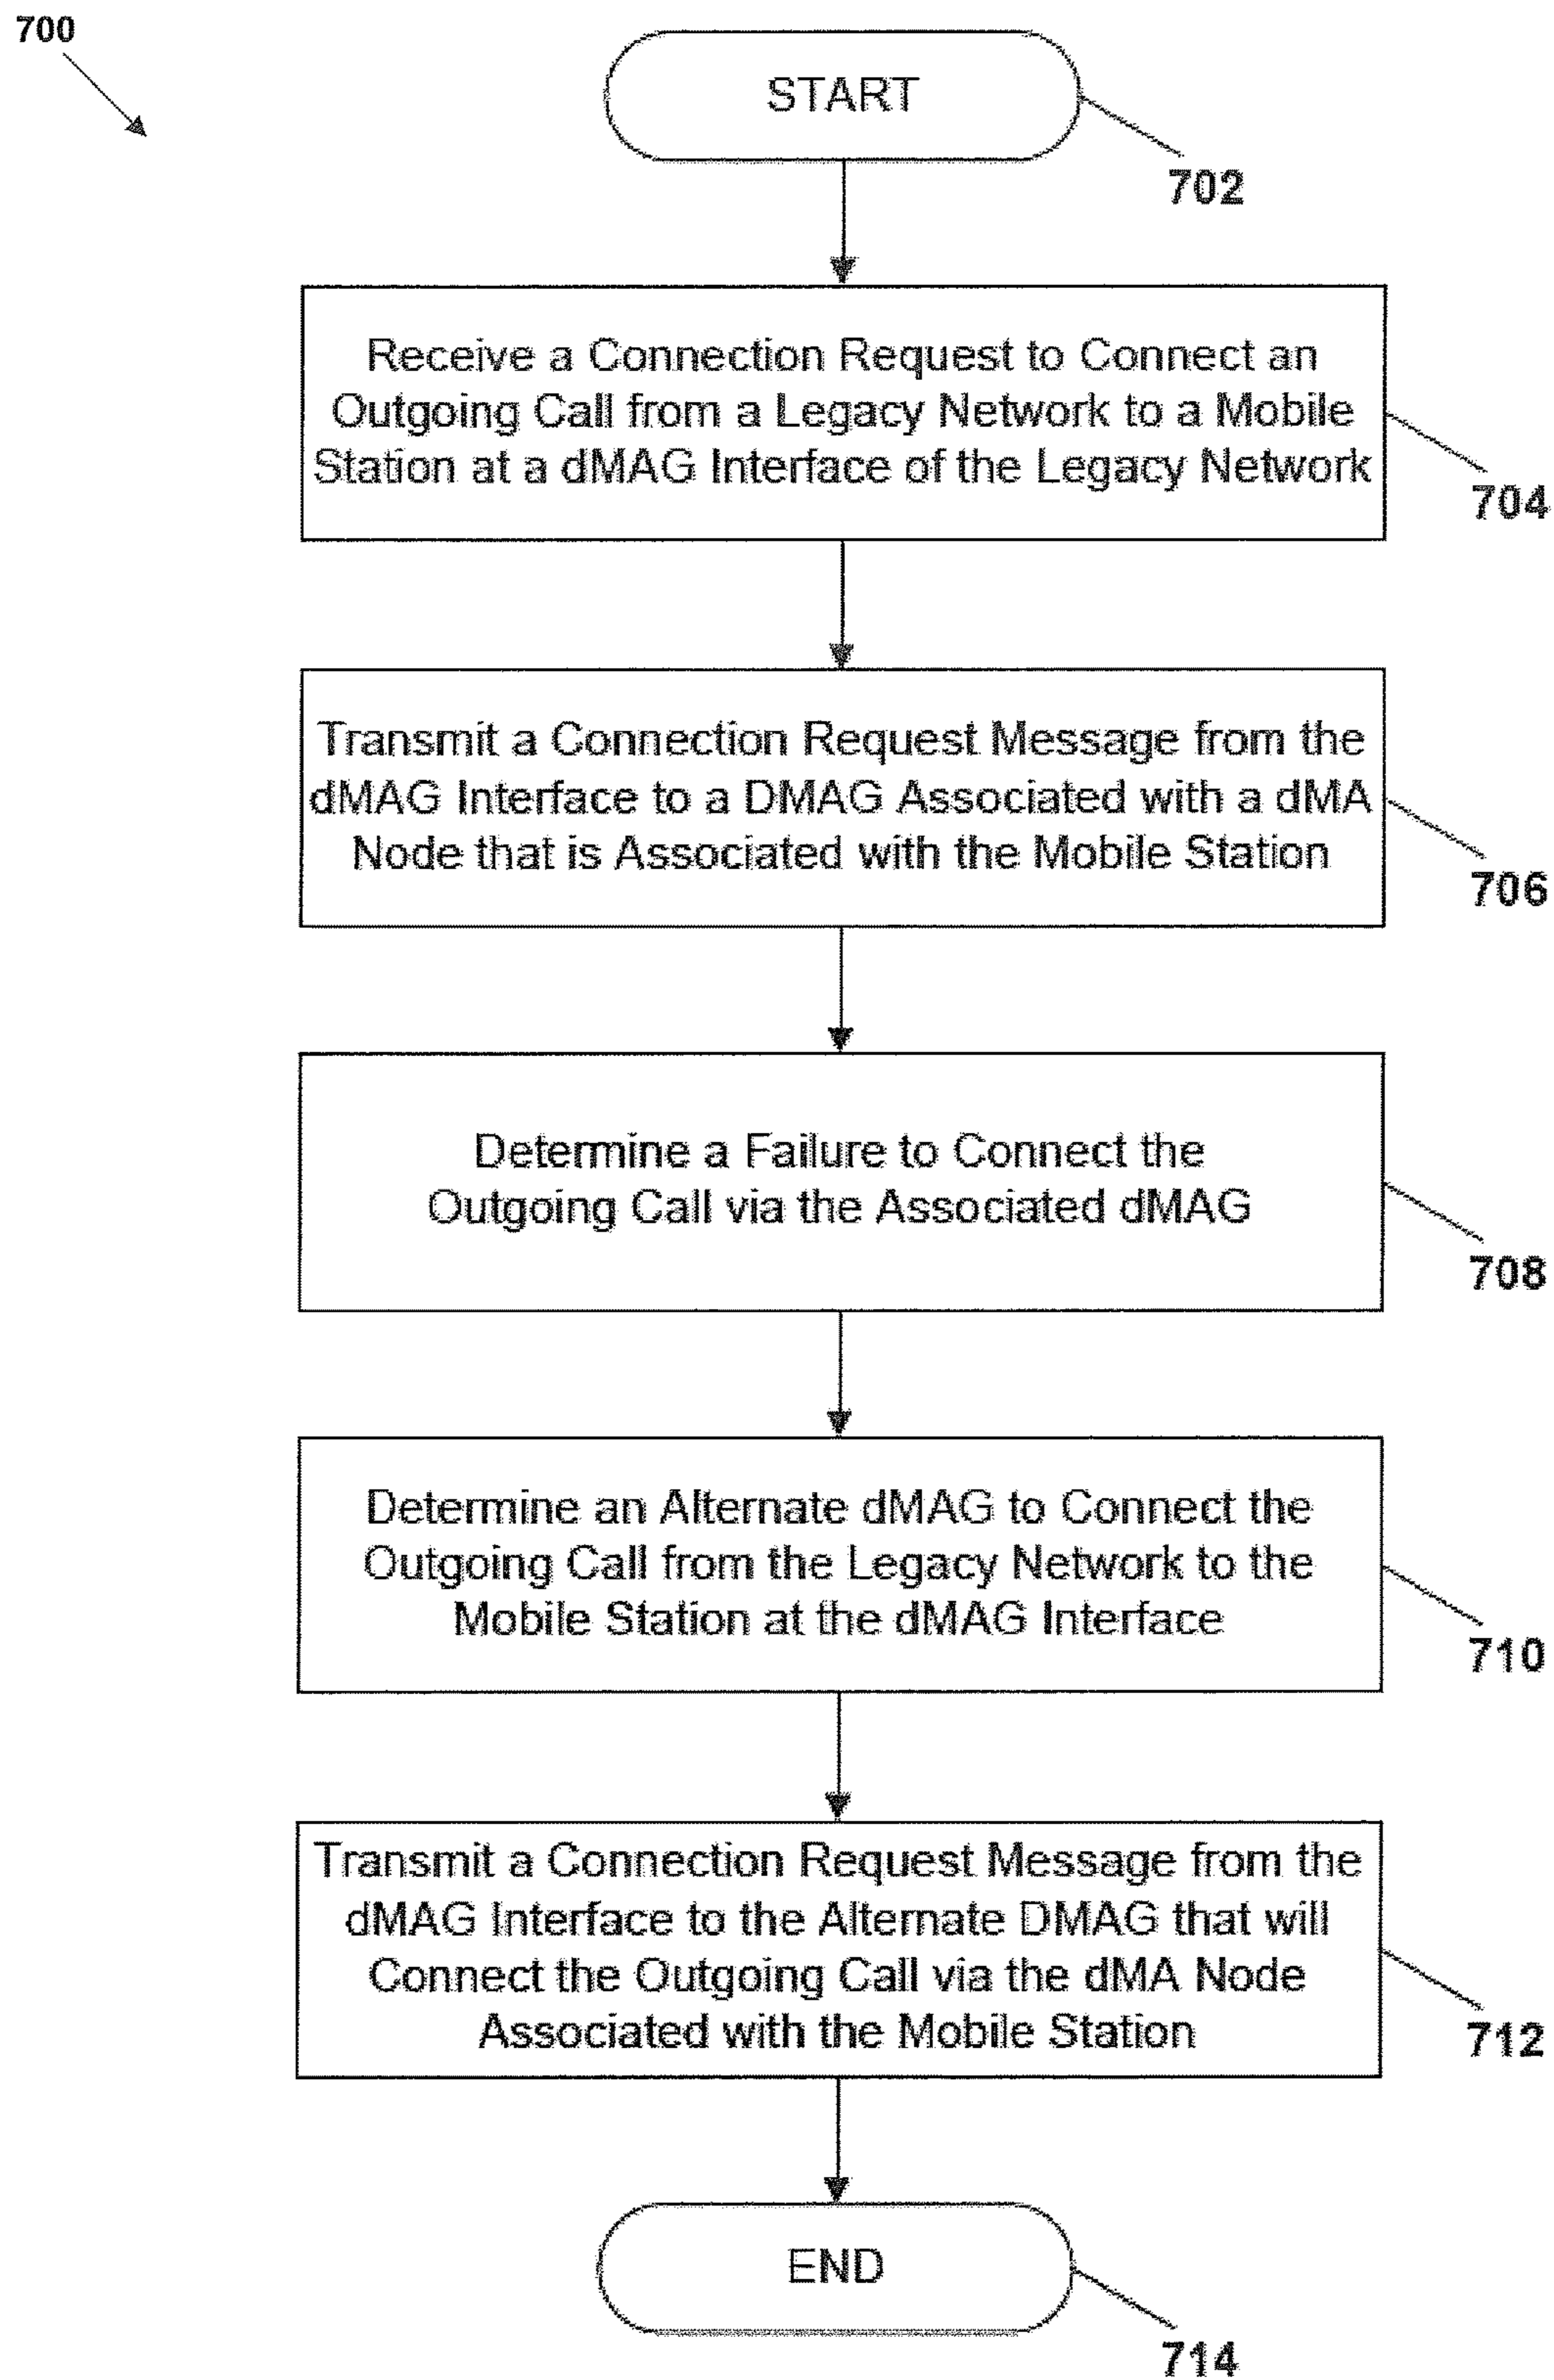 700
START
702
Receive a Connection Request to Connect an
Outgoing Call from a Legacy Network to a Mobile
Station at a dMAG Interface of the Legacy Network
704
Transmit a Connection Request Message from the
dMAG Interface to a DMAG Associated with a dMA
Node that is Associated with the Mobile Station
706
Determine a Failure to Connect the
Outgoing Call via the Associated dMAG
708
Determine an Alternate dMAG to Connect the
Outgoing Call from the Legacy Network to the
Mobile Station at the dMAG Interface
710
Transmit a Connection Request Message from the
dMAG Interface to the Alternate DMAG that will
Connect the Outgoing Call via the dMA Node
Associated with the Mobile Station
712
END
714